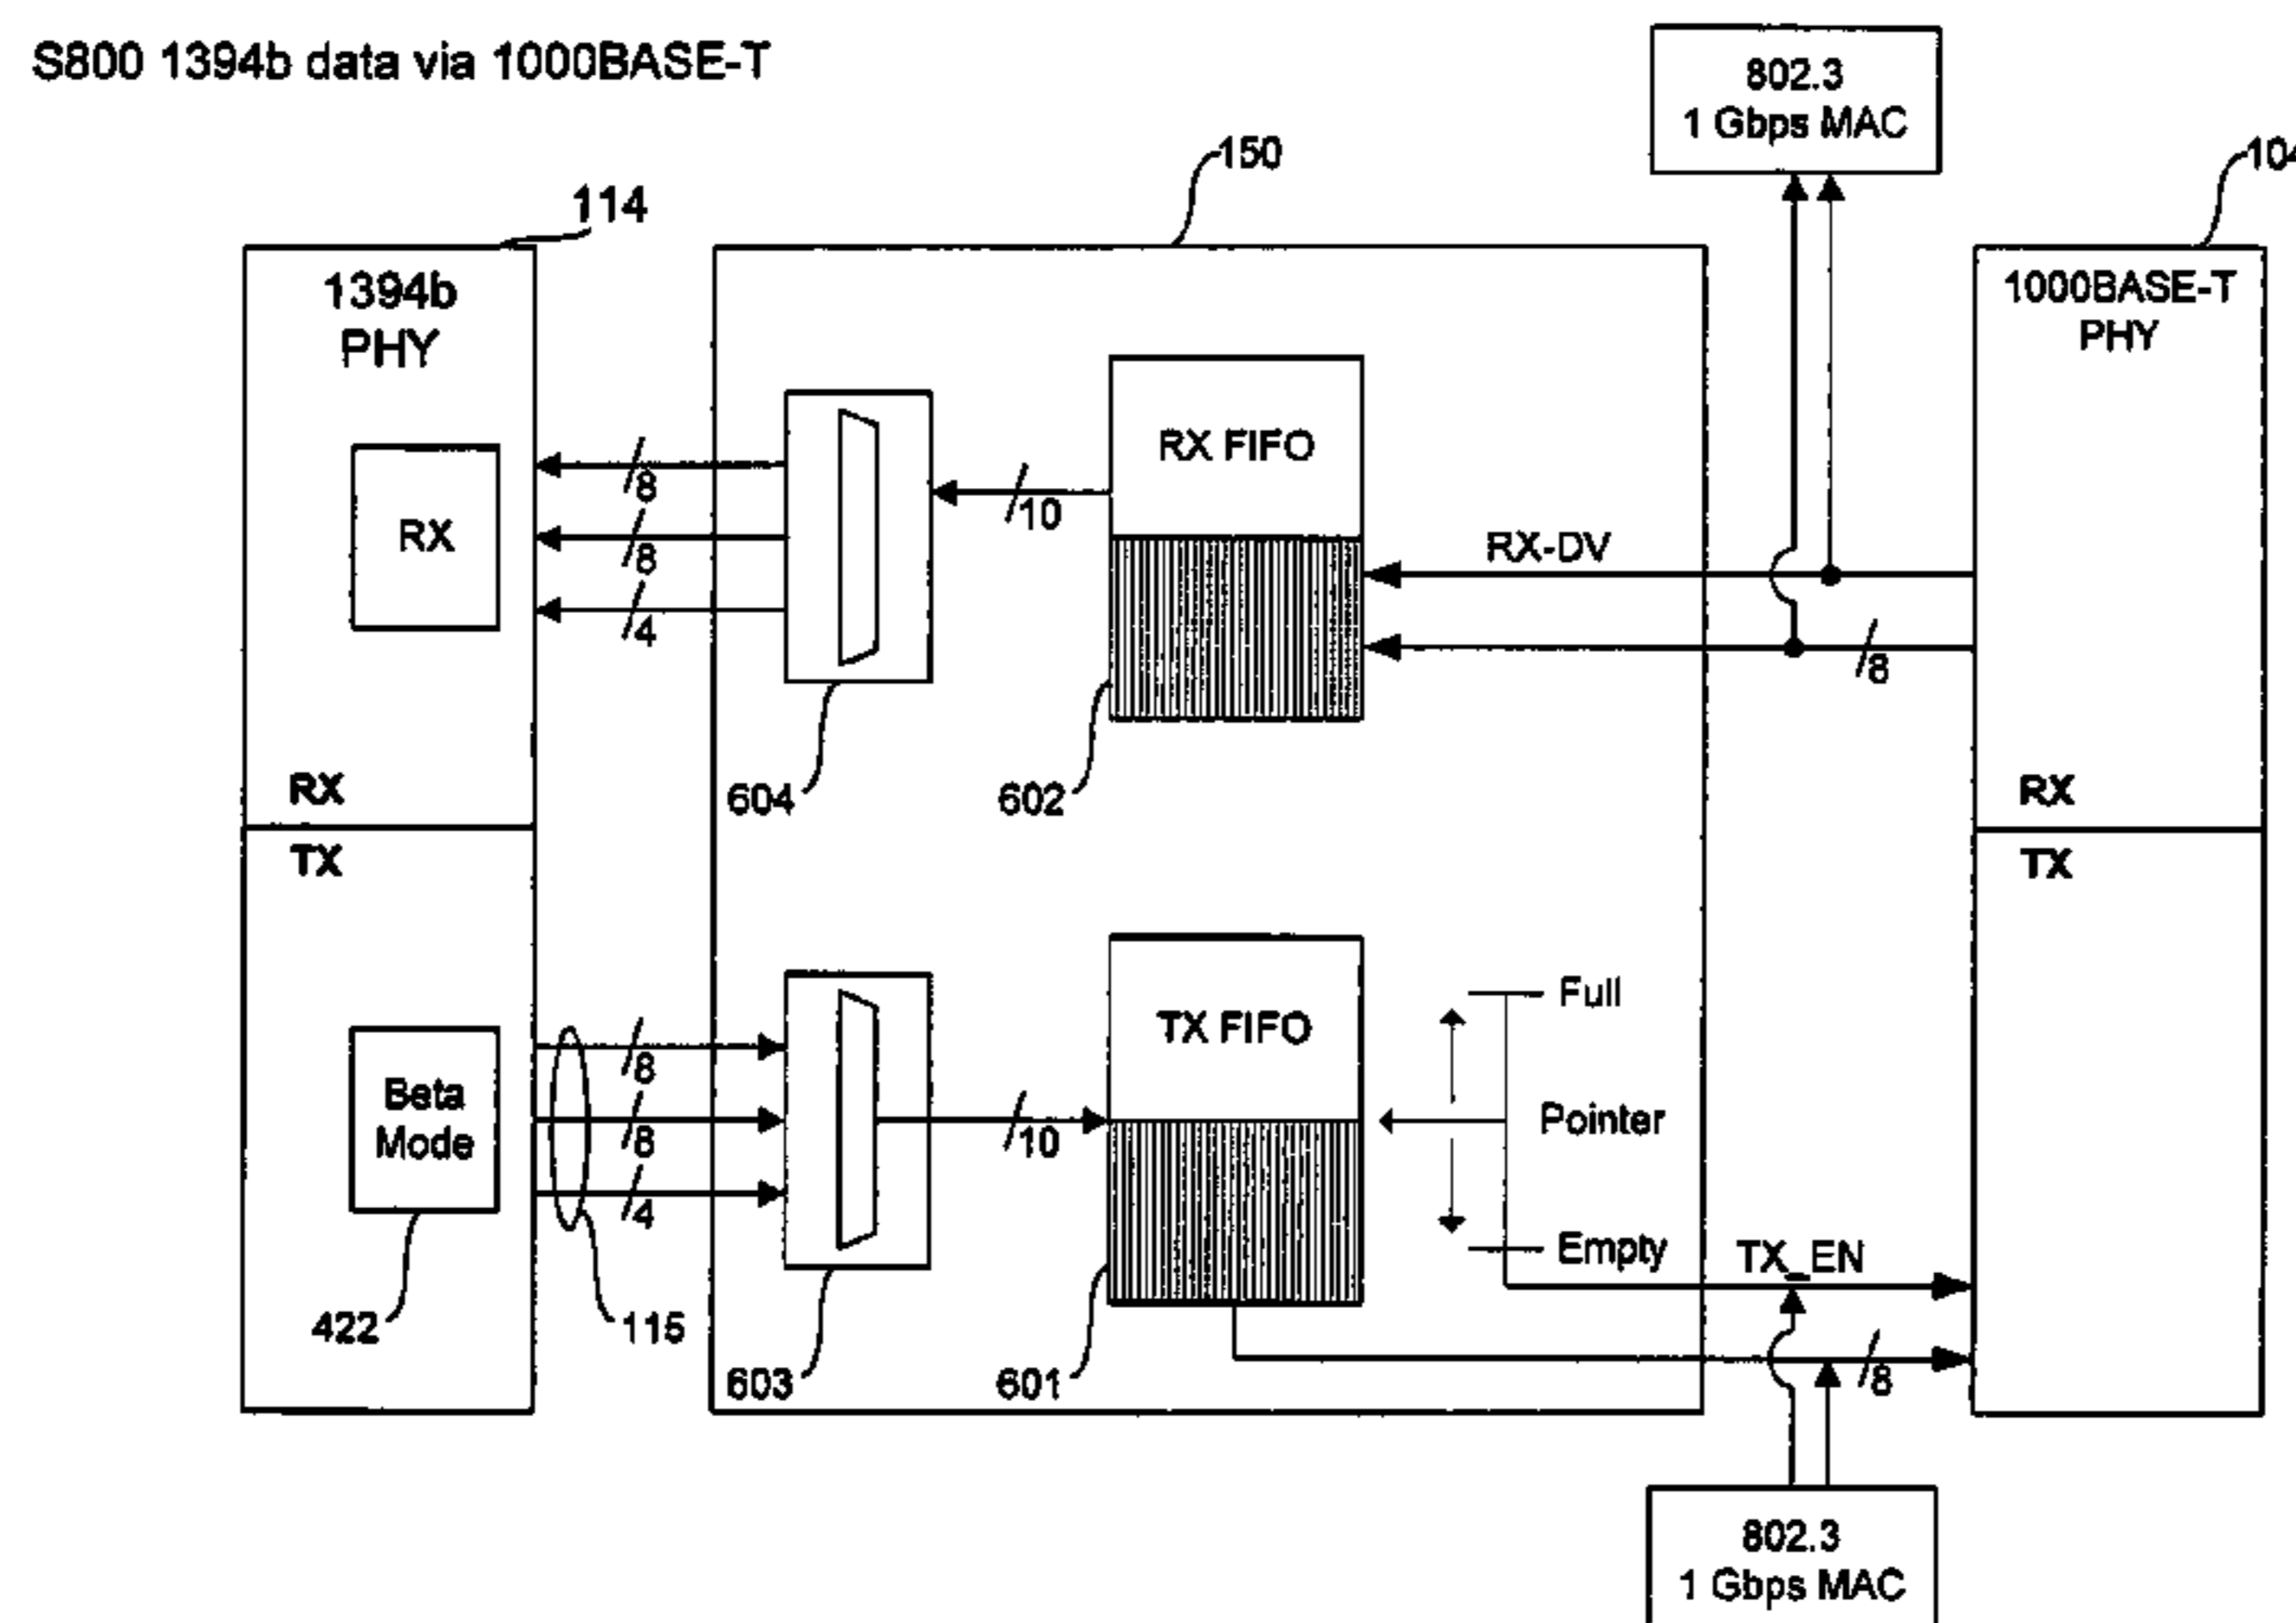 S800 1394b data via 1000BASE-T
802.3
1 Gbps MAC
150
104
114
1394b
PHY
1000BASE-T
PHY
RX FIFO
RX
8
8
4
10
RX-DV
8
604
602
RX
TX
RX
TX
Beta
Mode
8
8
4
10
TX FIFO
Full
Pointer
Empty
TX_EN
8
422
115
603
601
802.3
1 Gbps MAC